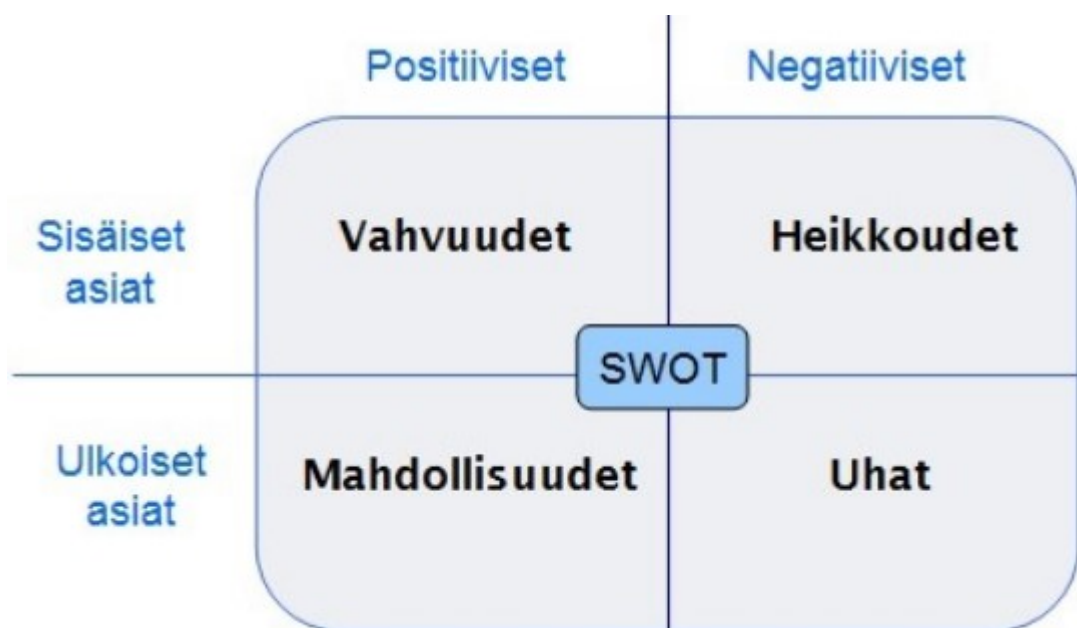 Positiiviset
Negatiiviset
Sisäiset
asiat
Vahvuudet
Heikkoudet
SWOT
Ulkoiset
asiat
Mahdollisuudet
Uhat